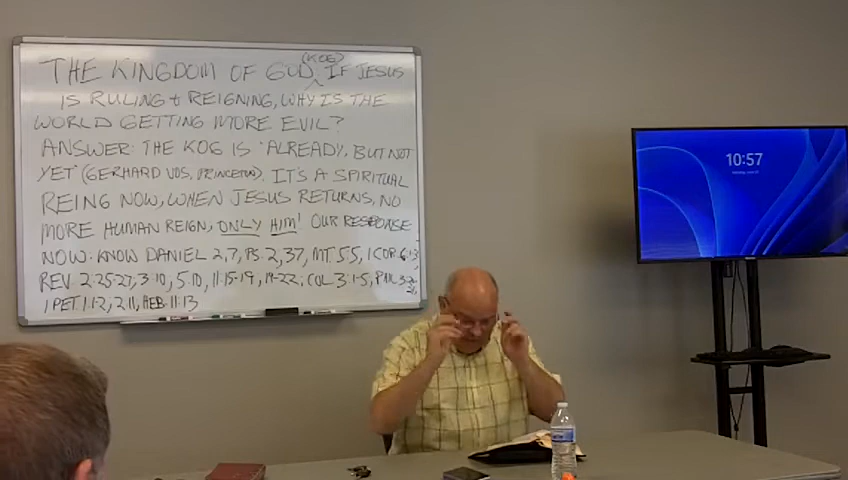 (KOG)
THE KINGDOM OF GOD ^ IF JESUS
IS RULING + REIGNING, WHY IS THE
WORLD GETTING MORE EVIL?
ANSWER: THE KOG IS "ALREADY, BUT NOT
YET" (GERHARD VOS, PRINCETON). IT'S A SPIRITUAL
REING NOW, WHEN JESUS RETURNS, NO
MORE HUMAN REIGN, ONLY HIM! OUR RESPONSE
NOW: KNOW DANIEL 2,7, PS. 2, 37, MT. 5:5, 1 COR. 6:
REV. 2:25-27, 3:10, 5:10, 11:15-19, 19-22; COL 3:1-5,
1 PET. 1:1-2, 2:11, HEB. 11:13
10:57